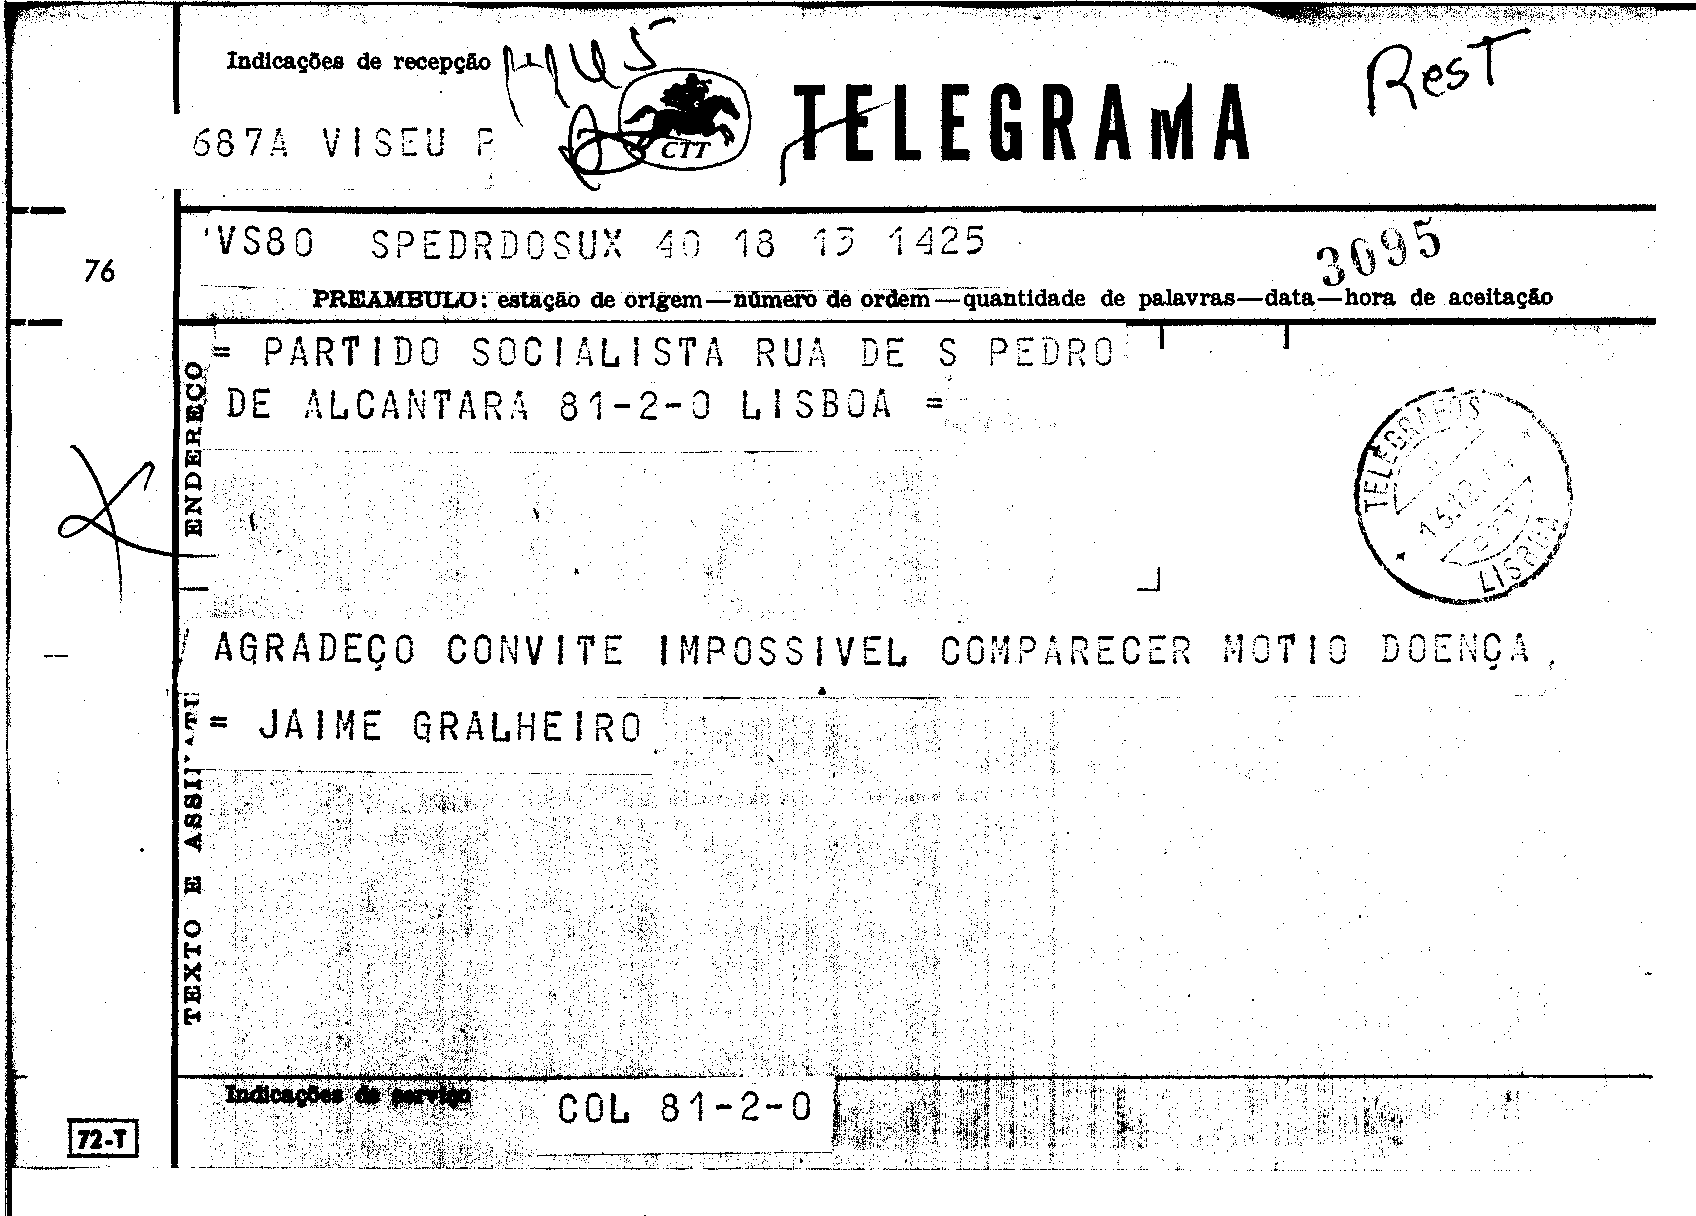 Indicações de recepção
ResT
CTT
TELEGRAMA
687A VISEU P
'VS80 SPEDRDOSUX 40 18 13 1425
3095
76
PREAMBULO: estação de origem—número de ordem—quantidade de palavras—data—hora de aceitação
ENDEREÇO
= PARTIDO SOCIALISTA RUA DE S PEDRO
DE ALCANTARA 81-2-0 LISBOA =
TELEGRAFOS
LISBOA
AGRADEÇO CONVITE IMPOSSIVEL COMPARECER MOTIO DOENÇA
= JAIME GRALHEIRO
TEXTO E
Indicações de serviço
COL 81-2-0
72-T